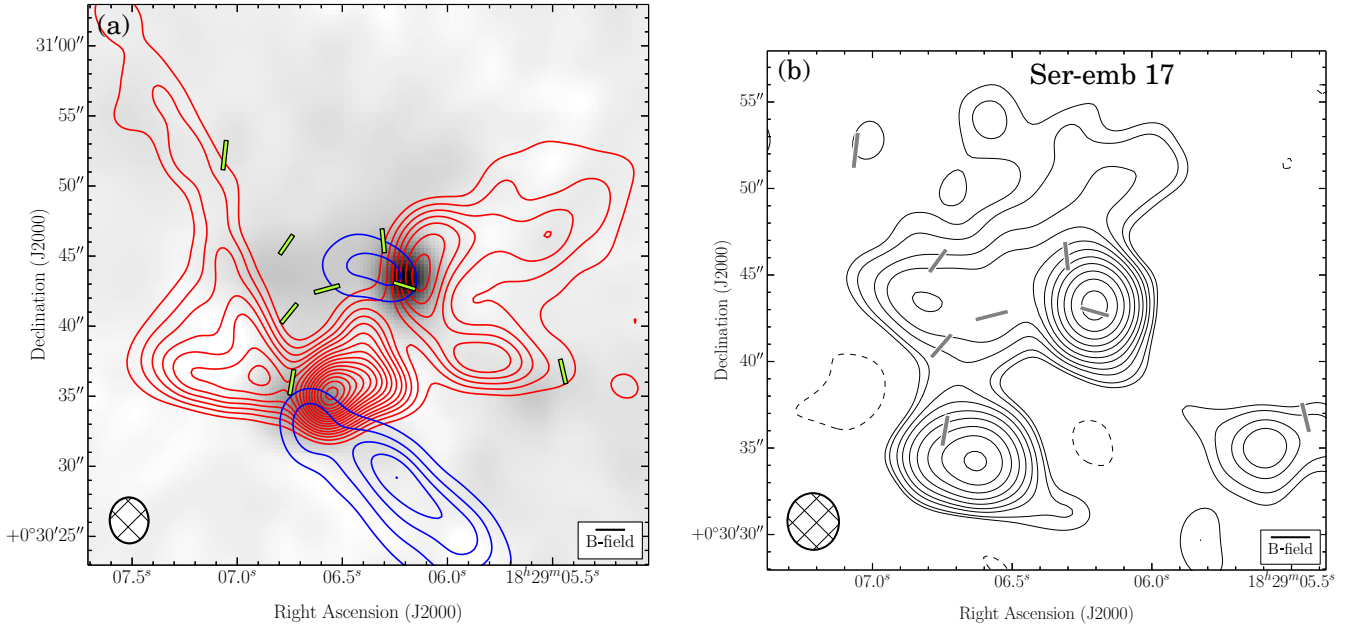 (a)
31′00″
55″
50″
45″
40″
35″
30″
+0°30′25″
Declination (J2000)
B-field
07.5ˢ 07.0ˢ 06.5ˢ 06.0ˢ 18ʰ29ᵐ05.5ˢ
Right Ascension (J2000)
(b)
Ser-emb 17
55″
50″
45″
40″
35″
+0°30′30″
Declination (J2000)
B-field
07.0ˢ 06.5ˢ 06.0ˢ 18ʰ29ᵐ05.5ˢ
Right Ascension (J2000)